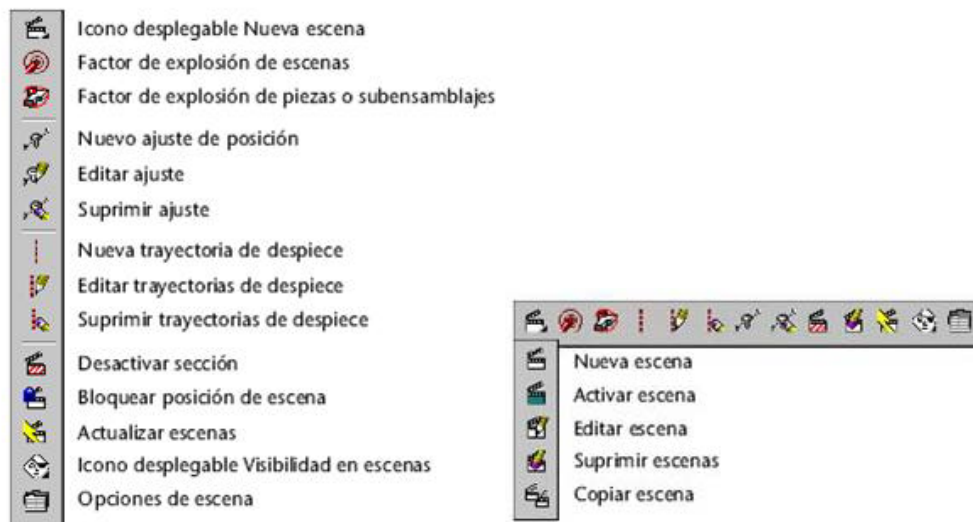 Icono desplegable Nueva escena
Factor de explosión de escenas
Factor de explosión de piezas o subensamblajes
Nuevo ajuste de posición
Editar ajuste
Suprimir ajuste
Nueva trayectoria de despiece
Editar trayectorias de despiece
Suprimir trayectorias de despiece
Desactivar sección
Bloquear posición de escena
Actualizar escenas
Icono desplegable Visibilidad en escenas
Opciones de escena
Nueva escena
Activar escena
Editar escena
Suprimir escenas
Copiar escena